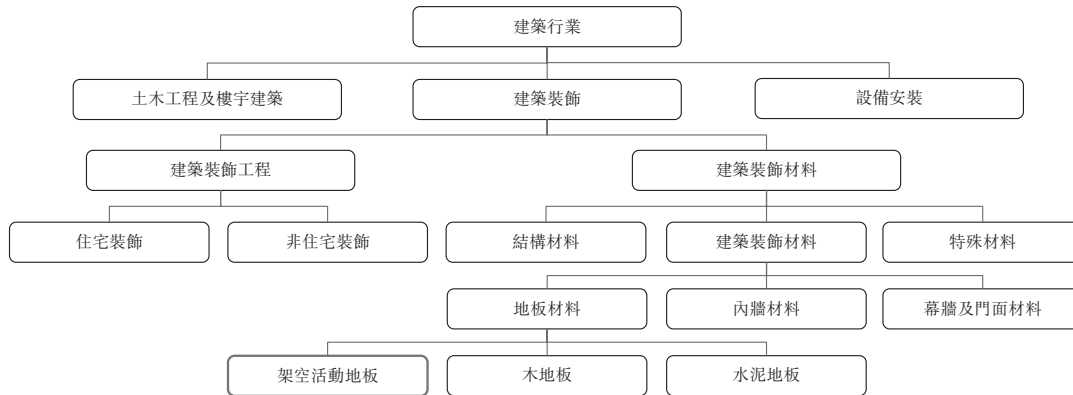 建築行業
土木工程及樓宇建築
建築裝飾
設備安裝
建築裝飾工程
建築裝飾材料
住宅裝飾
非住宅裝飾
結構材料
建築裝飾材料
特殊材料
地板材料
內牆材料
幕牆及門面材料
架空活動地板
木地板
水泥地板